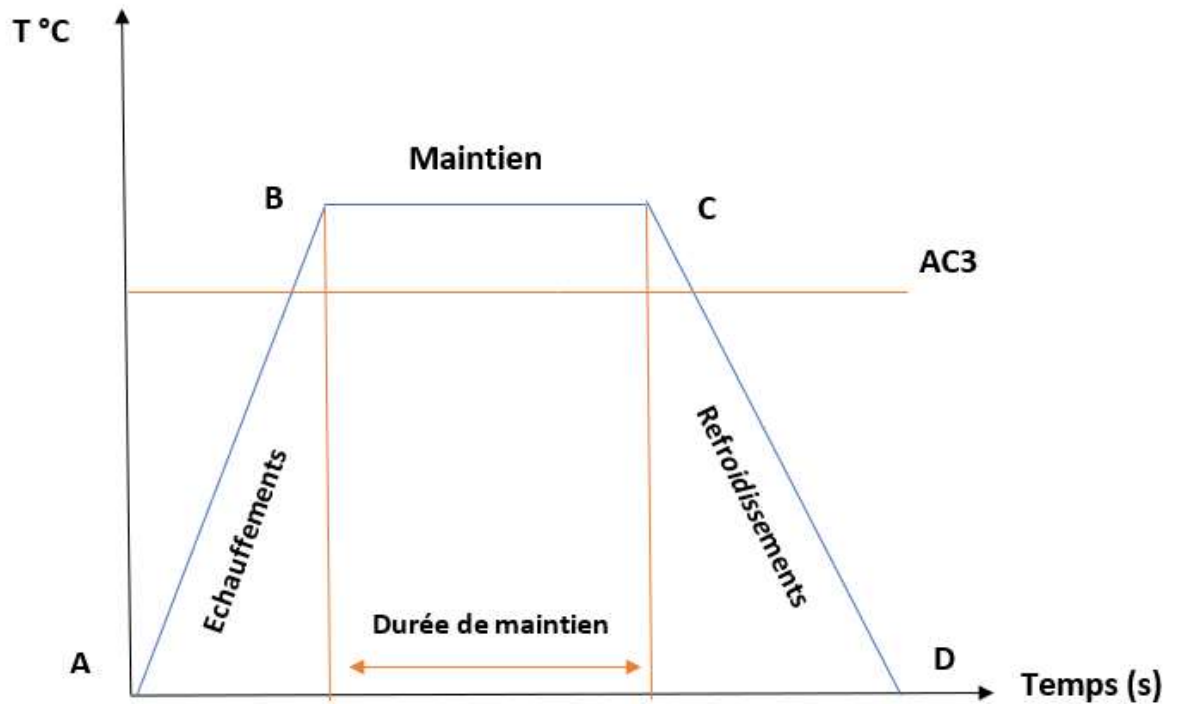 T °C
Maintien
B
C
AC3
Echauffements
Refroidissements
Durée de maintien
A
D
Temps (s)